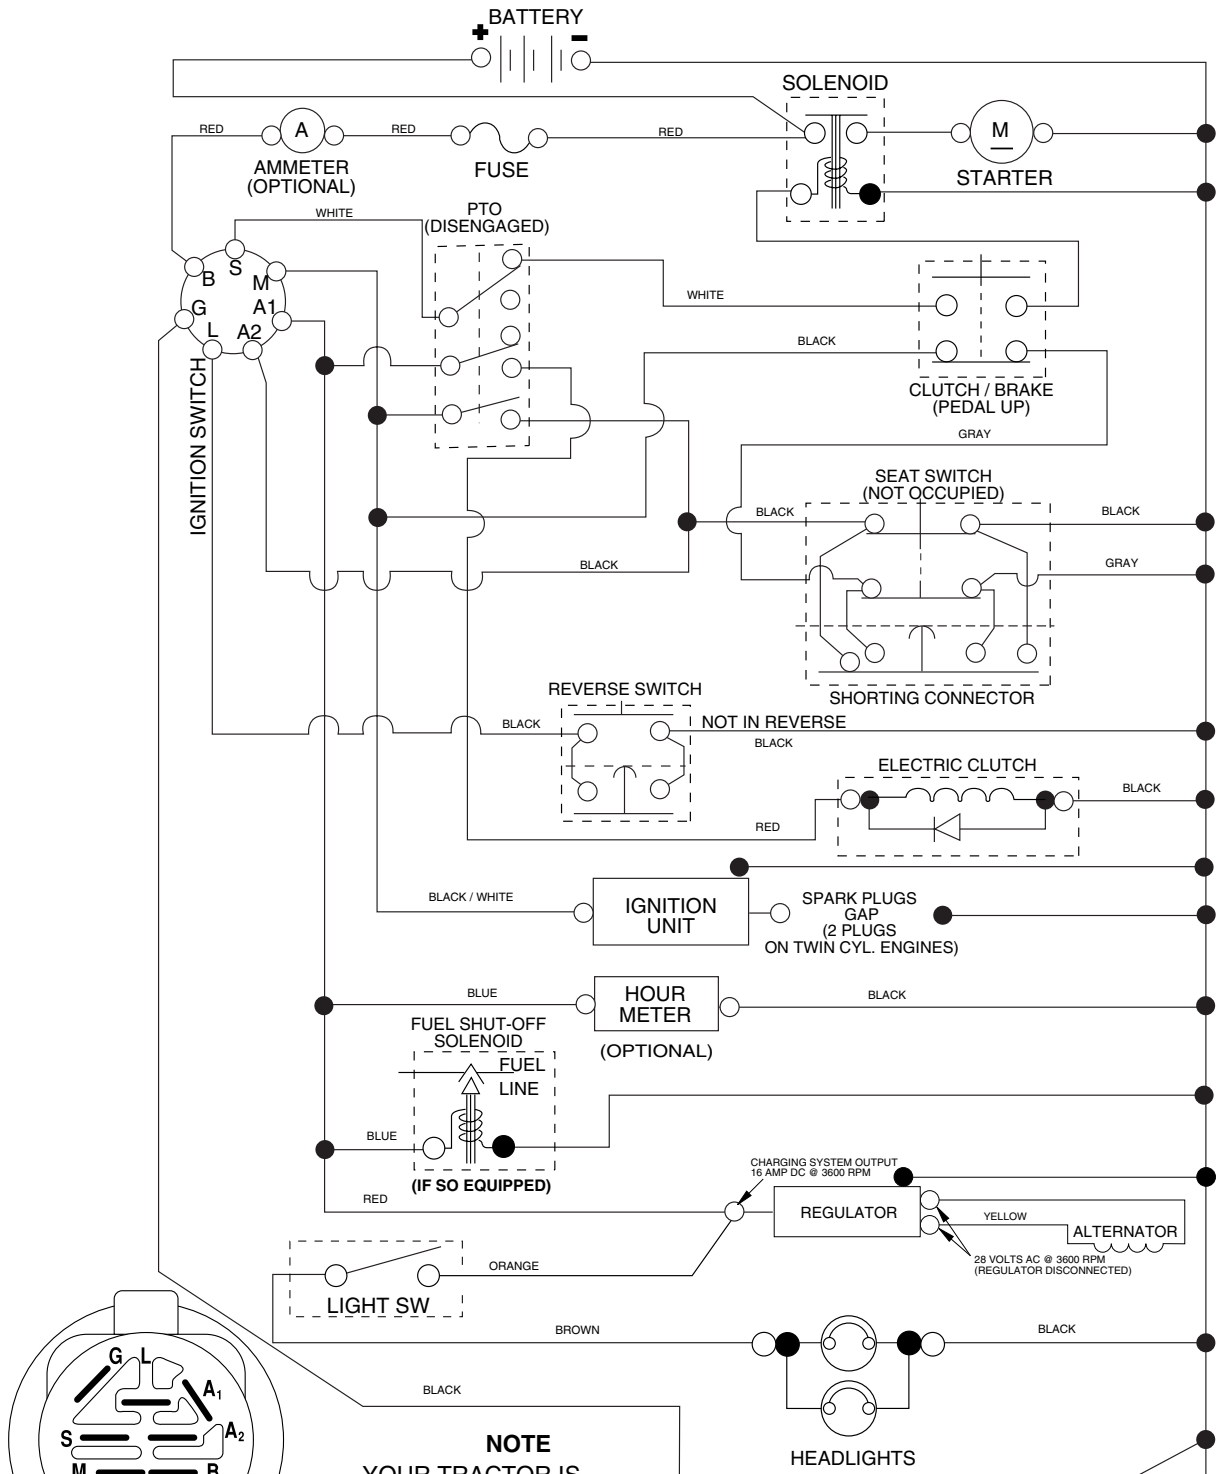 BATTERY
+
-
SOLENOID
RED
A
RED
RED
M
AMMETER
(OPTIONAL)
FUSE
STARTER
WHITE
PTO
(DISENGAGED)
B
S
M
G
A1
L
A2
IGNITION SWITCH
WHITE
BLACK
CLUTCH / BRAKE
(PEDAL UP)
GRAY
SEAT SWITCH
(NOT OCCUPIED)
BLACK
BLACK
BLACK
GRAY
SHORTING CONNECTOR
REVERSE SWITCH
BLACK
NOT IN REVERSE
BLACK
ELECTRIC CLUTCH
BLACK
RED
BLACK / WHITE
IGNITION
UNIT
SPARK PLUGS
GAP
(2 PLUGS
ON TWIN CYL. ENGINES)
BLUE
HOUR
METER
BLACK
(OPTIONAL)
FUEL SHUT-OFF
SOLENOID
FUEL
LINE
BLUE
(IF SO EQUIPPED)
CHARGING SYSTEM OUTPUT
16 AMP DC @ 3600 RPM
RED
REGULATOR
YELLOW
ALTERNATOR
28 VOLTS AC @ 3600 RPM
(REGULATOR DISCONNECTED)
ORANGE
LIGHT SW
BROWN
BLACK
G
L
A1
A2
S
M
B
BLACK
NOTE
YOUR TRACTOR IS
HEADLIGHTS